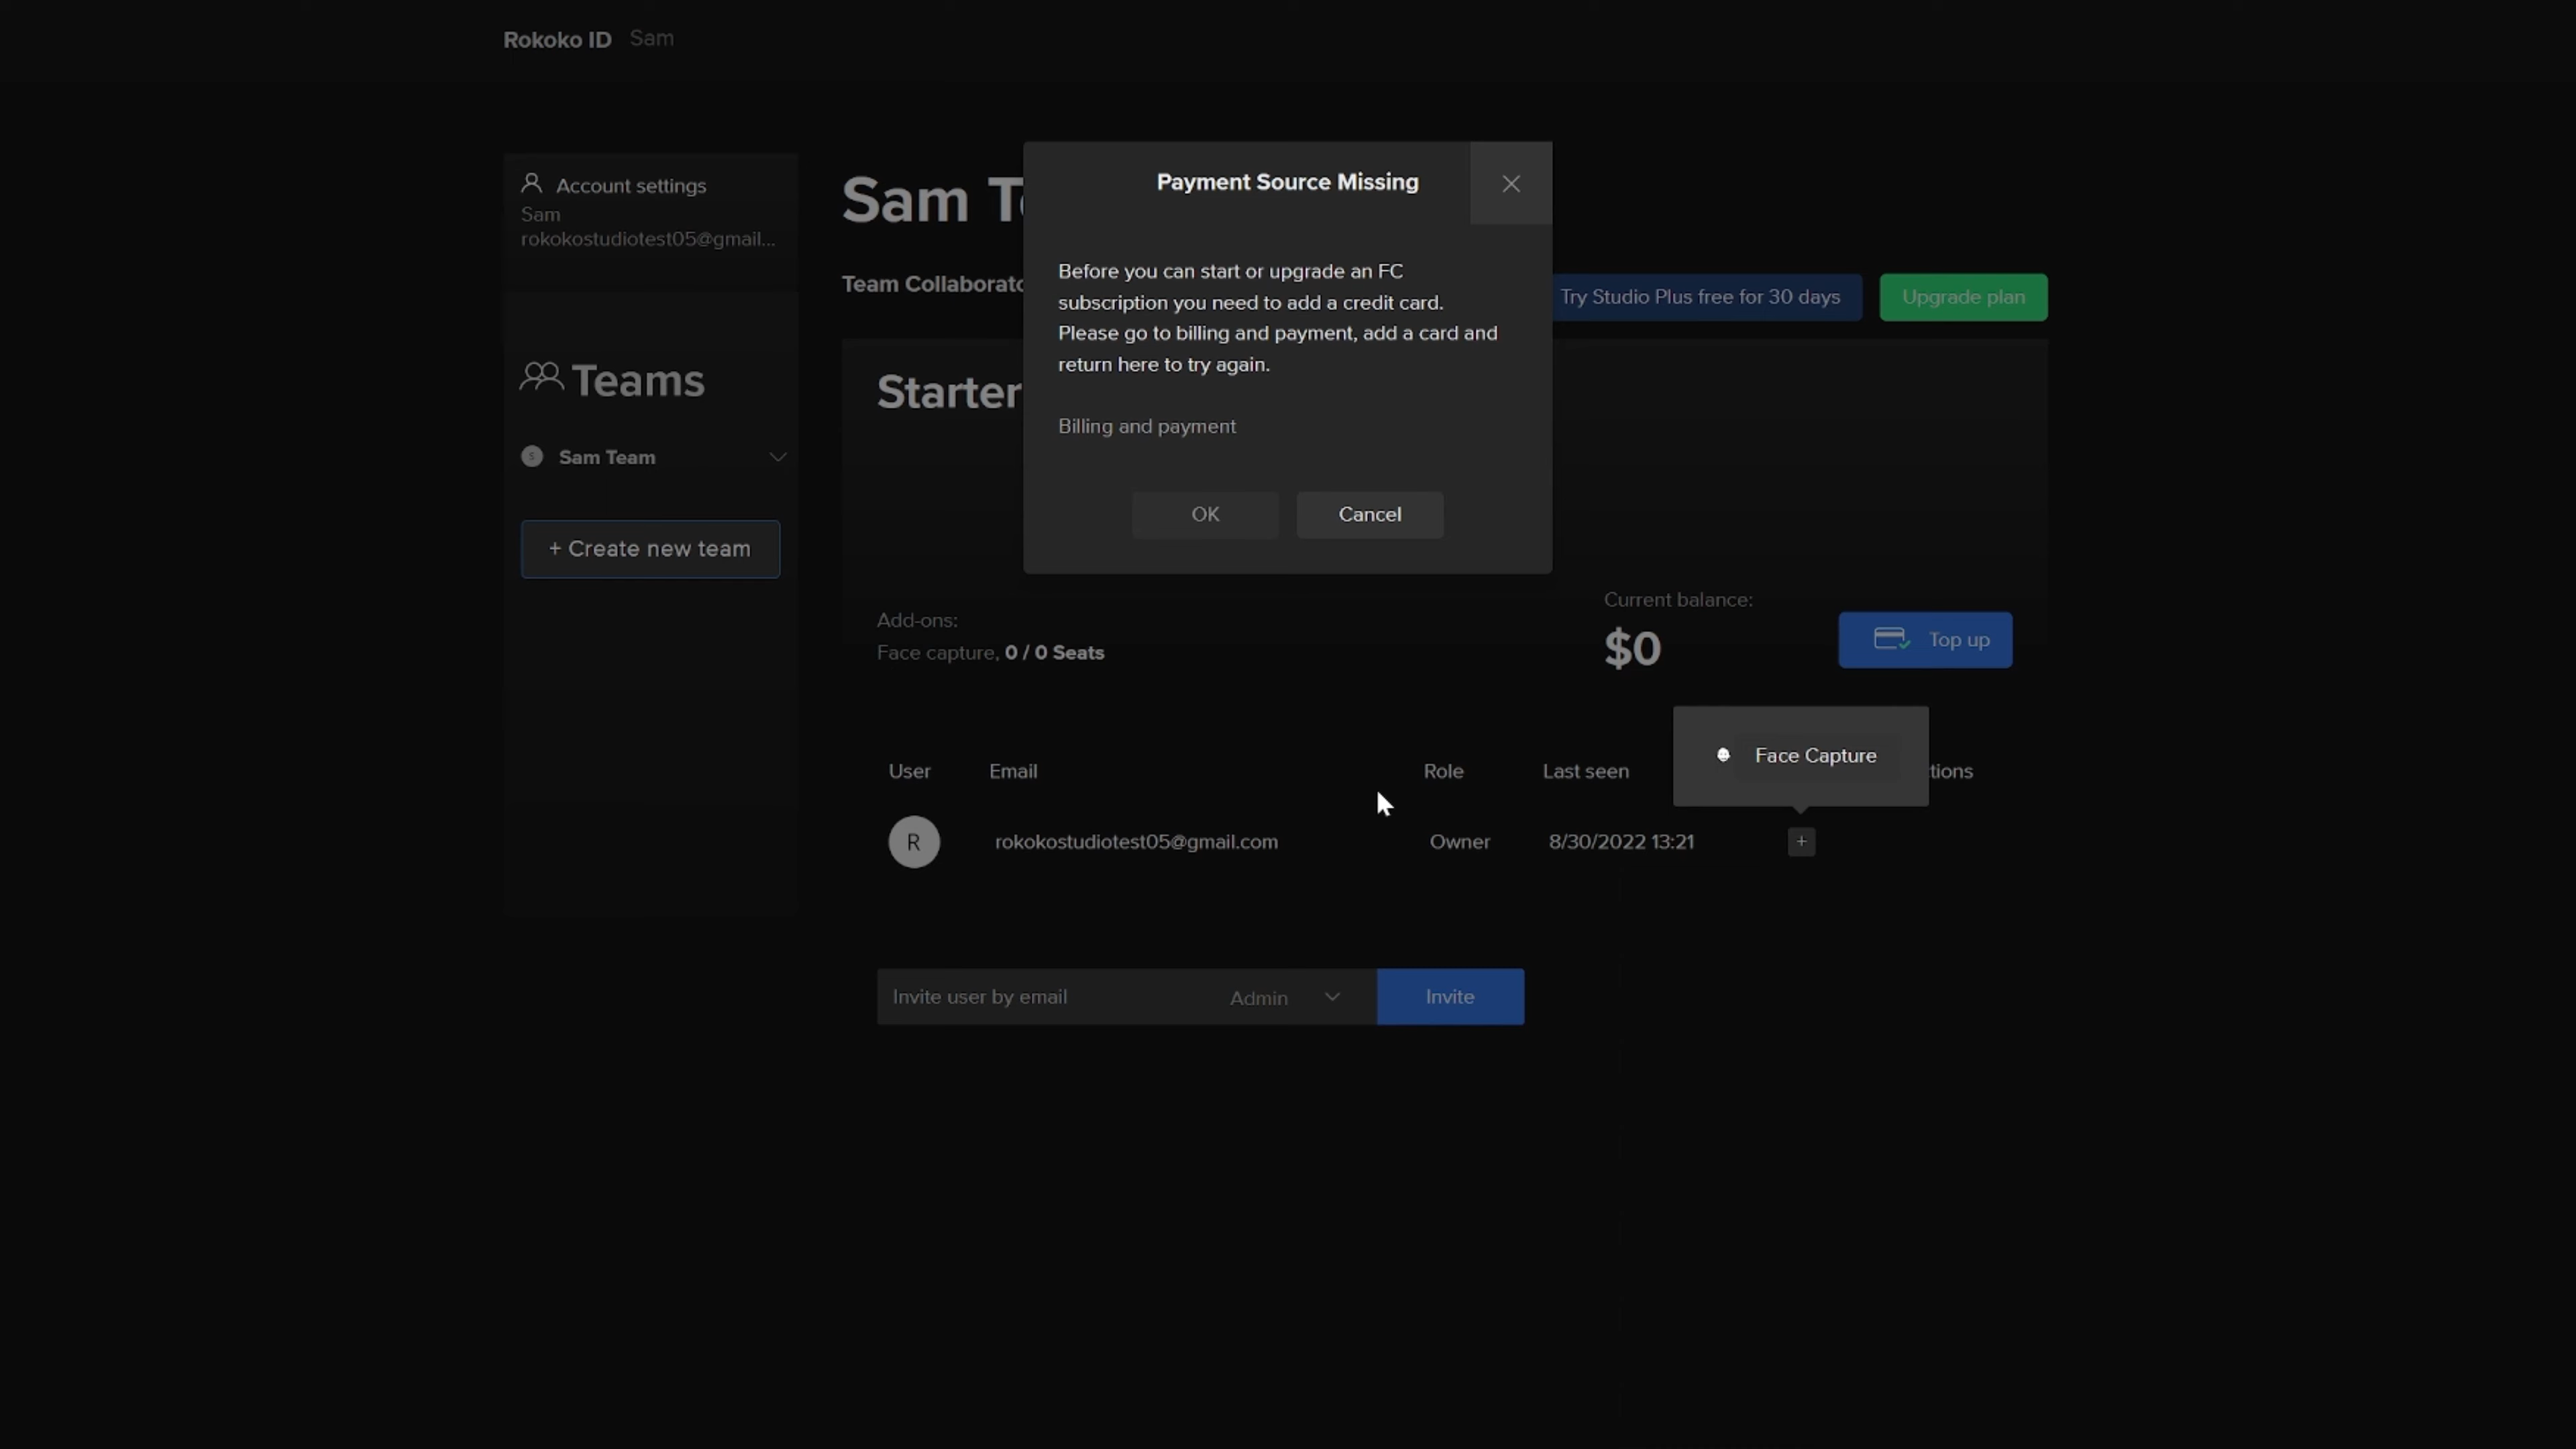 Rokoko ID Sam
Account settings
Sam
rokokostudiotest05@gmail...
Teams
S
Sam Team
+ Create new team
Sam T
Team Collaborato
Try Studio Plus free for 30 days
Upgrade plan
Starter
Payment Source Missing
Before you can start or upgrade an FC
subscription you need to add a credit card.
Please go to billing and payment, add a card and
return here to try again.
Billing and payment
OK
Cancel
Add-ons:
Face capture, 0 / 0 Seats
Current balance:
$0
Top up
Face Capture
User Email Role Last seen tions
R rokokostudiotest05@gmail.com Owner 8/30/2022 13:21 +
Invite user by email Admin Invite